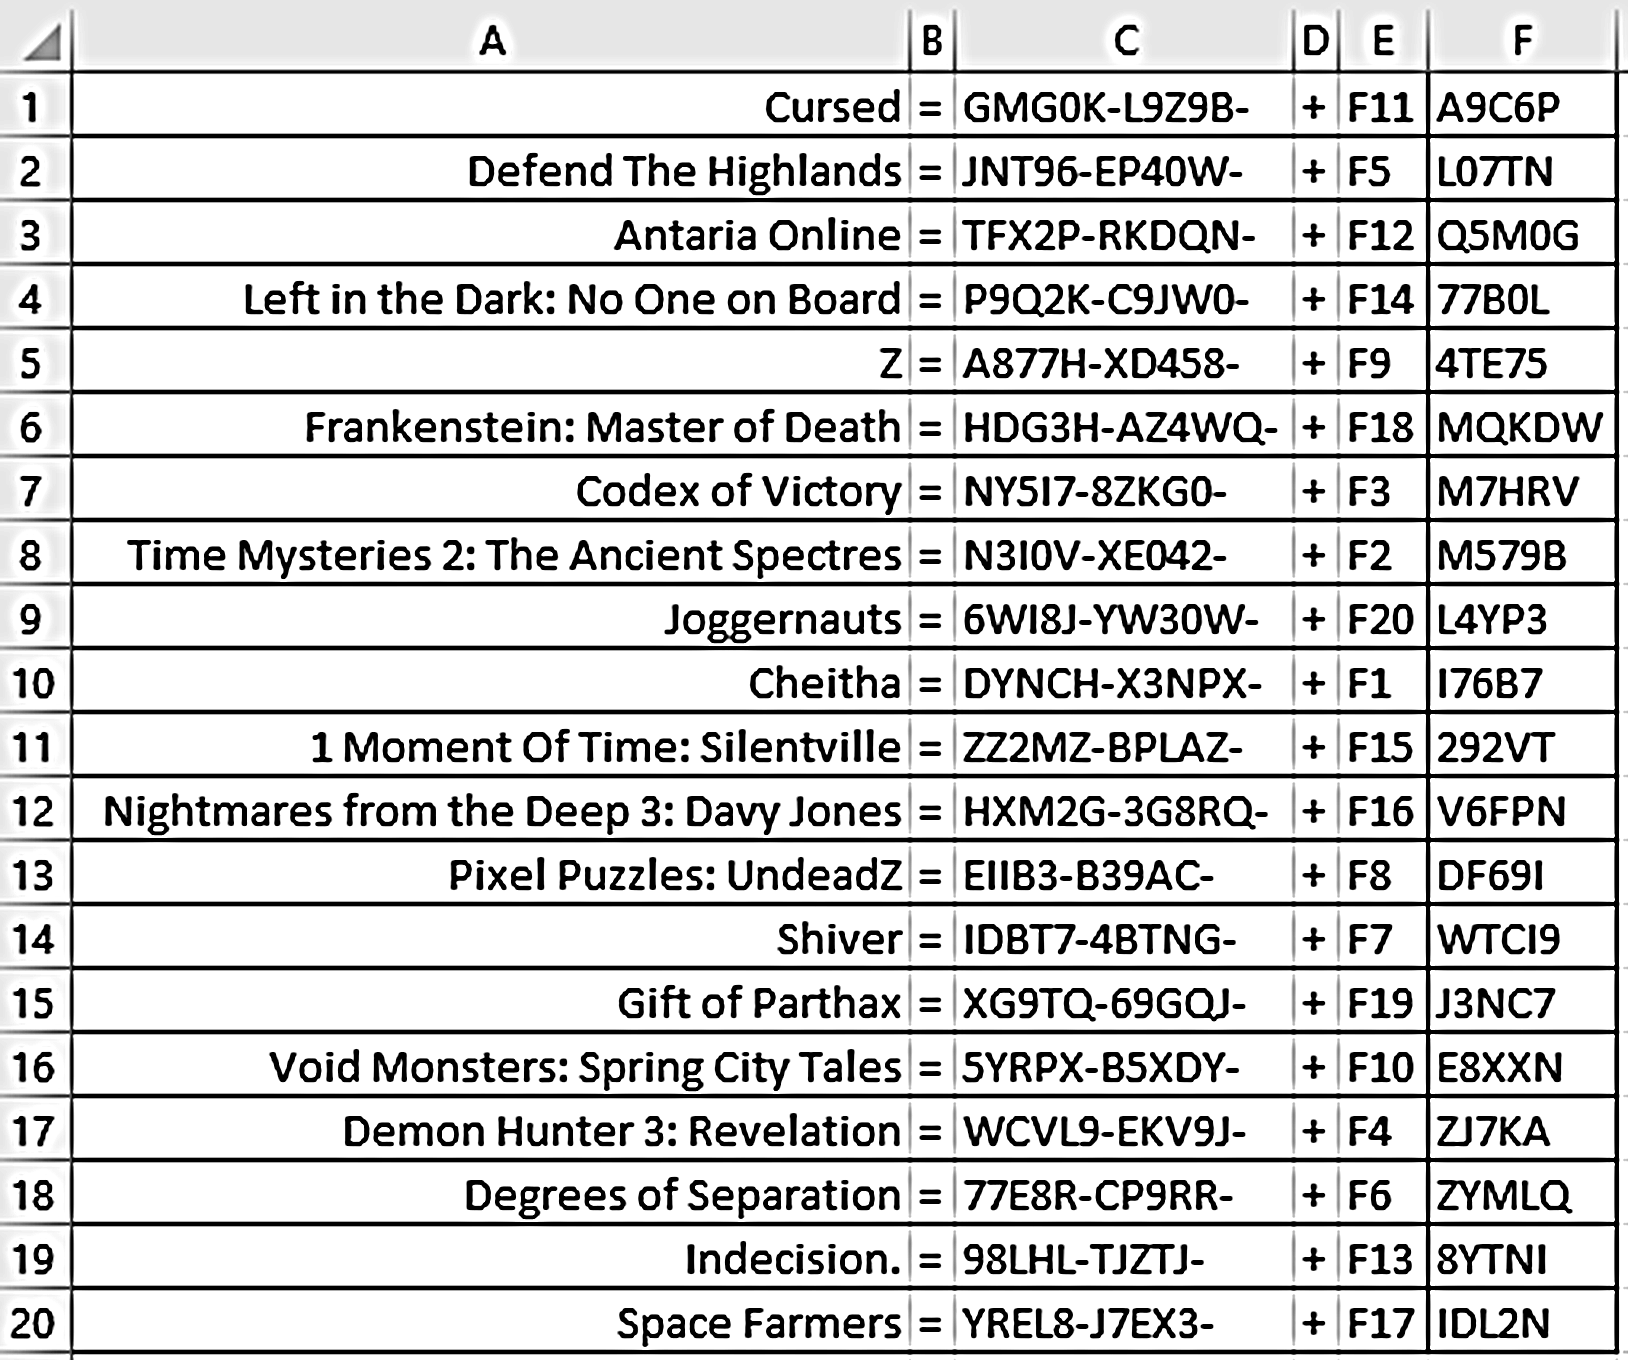 A B C D E F
1 Cursed = GMG0K-L9Z9B- + F11 A9C6P
2 Defend The Highlands = JNT96-EP40W- + F5 L07TN
3 Antaria Online = TFX2P-RKDQN- + F12 Q5M0G
4 Left in the Dark: No One on Board = P9Q2K-C9JW0- + F14 77B0L
5 Z = A877H-XD458- + F9 4TE75
6 Frankenstein: Master of Death = HDG3H-AZ4WQ- + F18 MQKDW
7 Codex of Victory = NY5I7-8ZKG0- + F3 M7HRV
8 Time Mysteries 2: The Ancient Spectres = N3I0V-XE042- + F2 M579B
9 Joggernauts = 6WI8J-YW30W- + F20 L4YP3
10 Cheitha = DYNCH-X3NPX- + F1 I76B7
11 1 Moment Of Time: Silentville = ZZ2MZ-BPLAZ- + F15 292VT
12 Nightmares from the Deep 3: Davy Jones = HXM2G-3G8RQ- + F16 V6FPN
13 Pixel Puzzles: UndeadZ = EIIB3-B39AC- + F8 DF69I
14 Shiver = IDBT7-4BTNG- + F7 WTCI9
15 Gift of Parthax = XG9TQ-69GQJ- + F19 J3NC7
16 Void Monsters: Spring City Tales = 5YRPX-B5XDY- + F10 E8XXN
17 Demon Hunter 3: Revelation = WCVL9-EKV9J- + F4 ZJ7KA
18 Degrees of Separation = 77E8R-CP9RR- + F6 ZYMLQ
19 Indecision. = 98LHL-TJZTJ- + F13 8YTNI
20 Space Farmers = YREL8-J7EX3- + F17 IDL2N